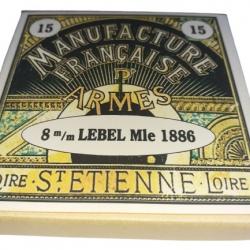 15 15
MANUFACTURE
FRANÇAISE
D'
ARMES
8 m/m LEBEL Mle 1886
LOIRE ST ETIENNE LOIRE